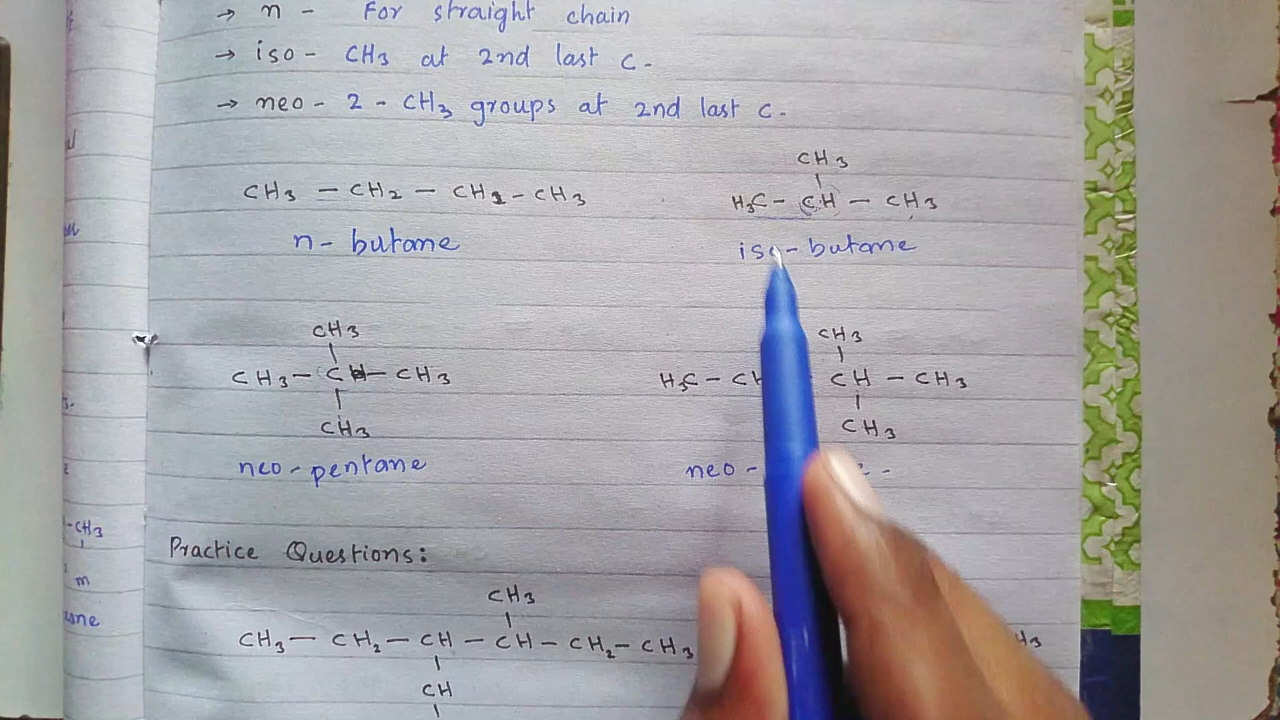 → n - For straight chain
→ iso - CH3 at 2nd last C.
→ neo - 2 - CH3 groups at 2nd last C.
CH3
CH3 — CH2 — CH2 - CH3
H3C - CH — CH3
n - butane
iso - butane
CH3
CH3
CH3 — CH — CH3
H3C - CH CH - CH3
CH3
CH3
neo - pentane
neo -
-CH3
m
Practice Questions:
CH3
CH3 — CH2 — CH — CH — CH2 — CH3
CH